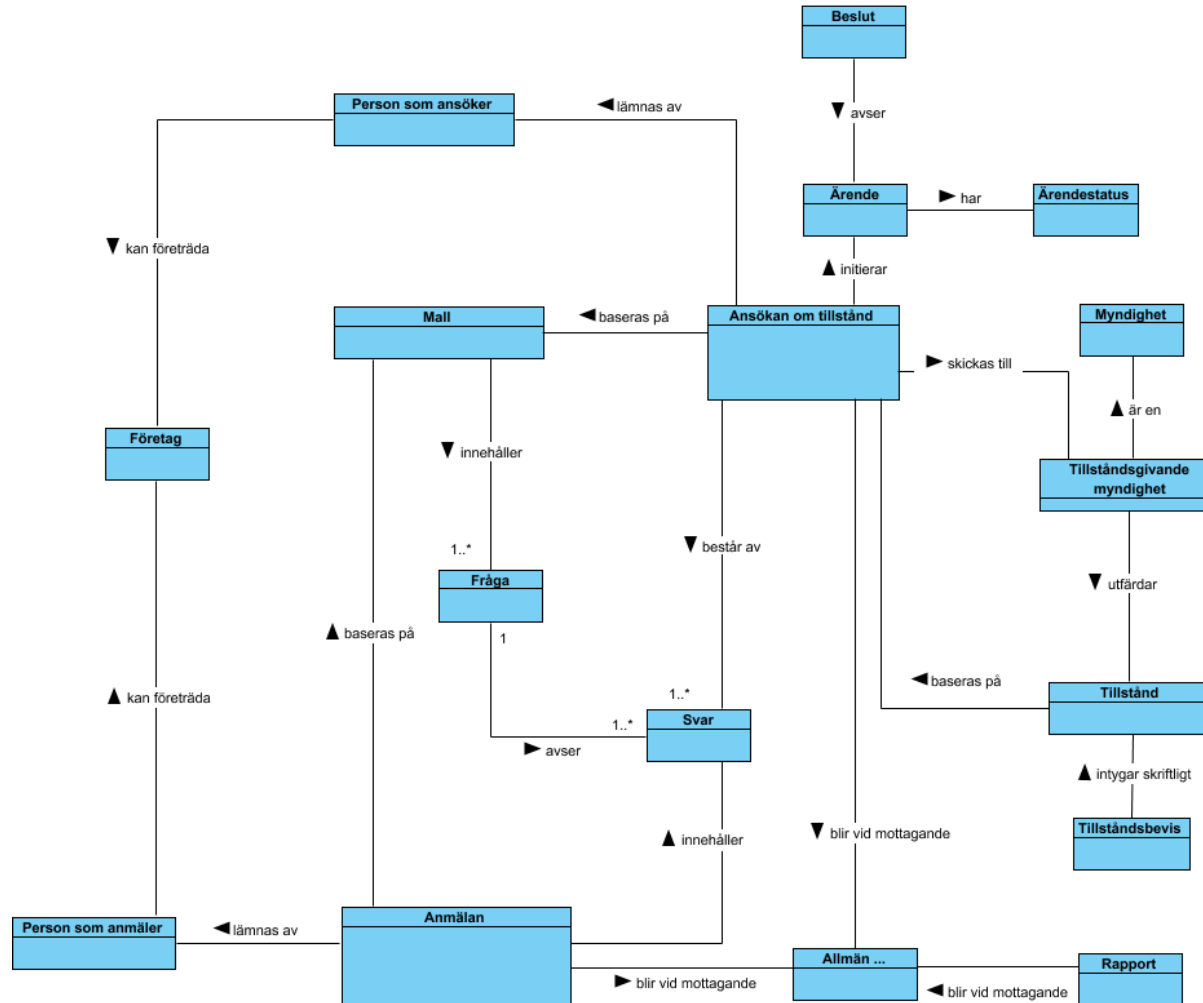 Beslut
Person som ansöker
◄ lämnas av
▼ avser
Ärende
► har
Ärendestatus
▼ kan företräda
▲ initierar
Mall
◄ baseras på
Ansökan om tillstånd
Myndighet
► skickas till
▲ är en
Företag
▼ innehåller
Tillståndsgivande
myndighet
1..*
▼ består av
Fråga
▼ utfärdar
1
▲ baseras på
◄ baseras på
Tillstånd
▲ kan företräda
1..*
1..*
Svar
► avser
▲ intygar skriftligt
▲ innehåller
▼ blir vid mottagande
Tillståndsbevis
Person som anmäler
◄ lämnas av
Anmälan
Allmän ...
Rapport
► blir vid mottagande
◄ blir vid mottagande